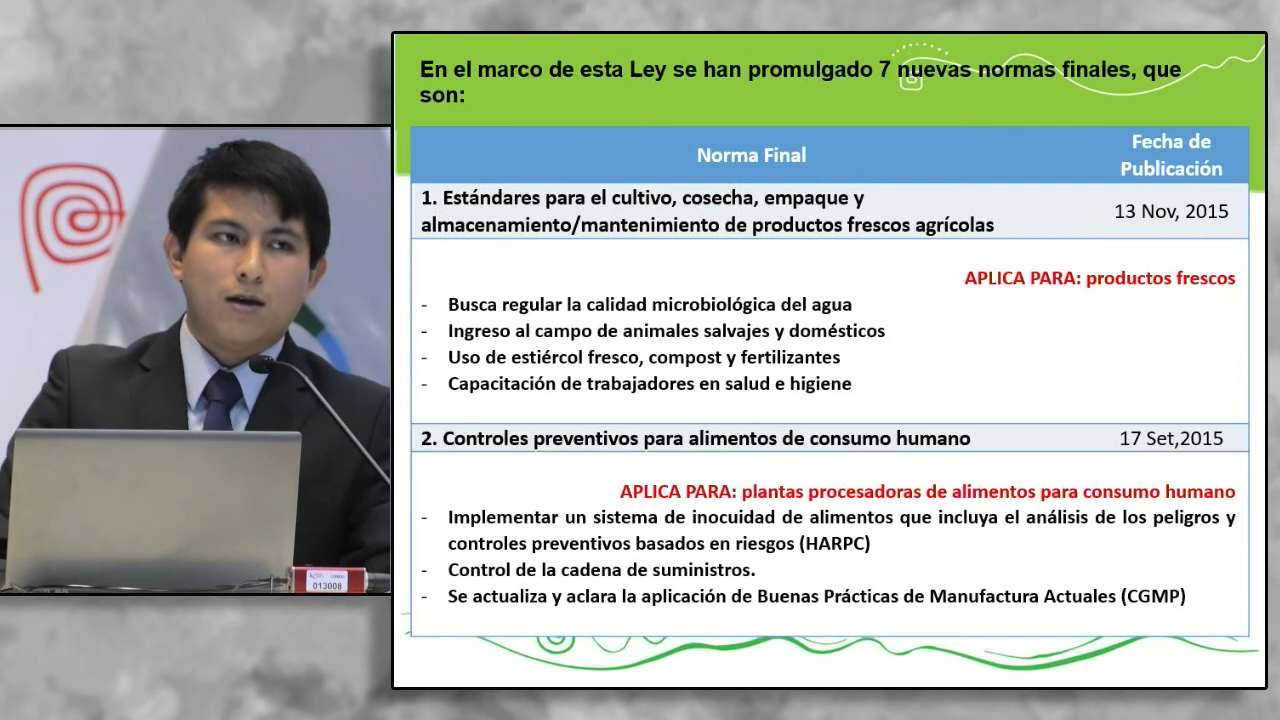 En el marco de esta Ley se han promulgado 7 nuevas normas finales, que
son:
Norma Final
Fecha de
Publicación
1. Estándares para el cultivo, cosecha, empaque y
almacenamiento/mantenimiento de productos frescos agrícolas
13 Nov, 2015
APLICA PARA: productos frescos
- Busca regular la calidad microbiológica del agua
- Ingreso al campo de animales salvajes y domésticos
- Uso de estiércol fresco, compost y fertilizantes
- Capacitación de trabajadores en salud e higiene
2. Controles preventivos para alimentos de consumo humano
17 Set,2015
APLICA PARA: plantas procesadoras de alimentos para consumo humano
- Implementar un sistema de inocuidad de alimentos que incluya el análisis de los peligros y
controles preventivos basados en riesgos (HARPC)
- Control de la cadena de suministros.
- Se actualiza y aclara la aplicación de Buenas Prácticas de Manufactura Actuales (CGMP)
013008